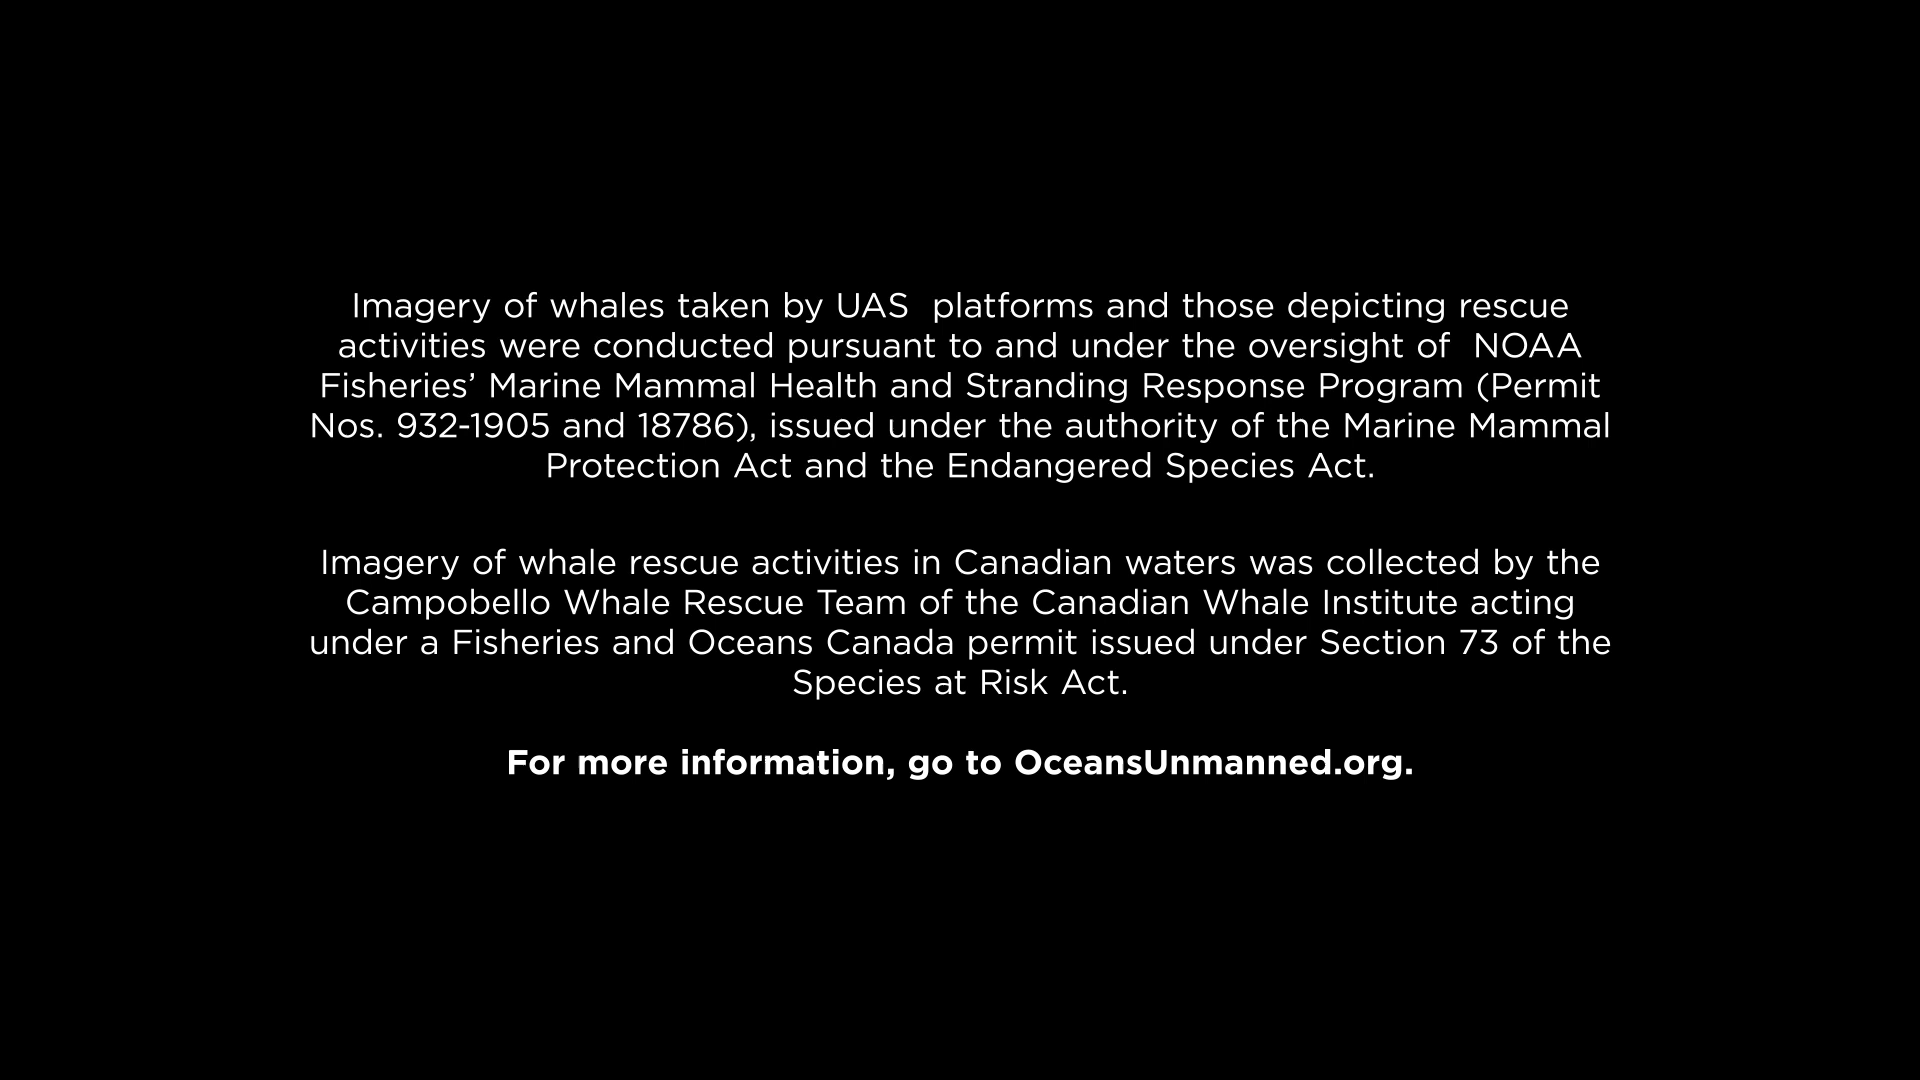 Imagery of whales taken by UAS  platforms and those depicting rescue
activities were conducted pursuant to and under the oversight of  NOAA
Fisheries’ Marine Mammal Health and Stranding Response Program (Permit
Nos. 932-1905 and 18786), issued under the authority of the Marine Mammal
Protection Act and the Endangered Species Act.
Imagery of whale rescue activities in Canadian waters was collected by the
Campobello Whale Rescue Team of the Canadian Whale Institute acting
under a Fisheries and Oceans Canada permit issued under Section 73 of the
Species at Risk Act.
For more information, go to OceansUnmanned.org.